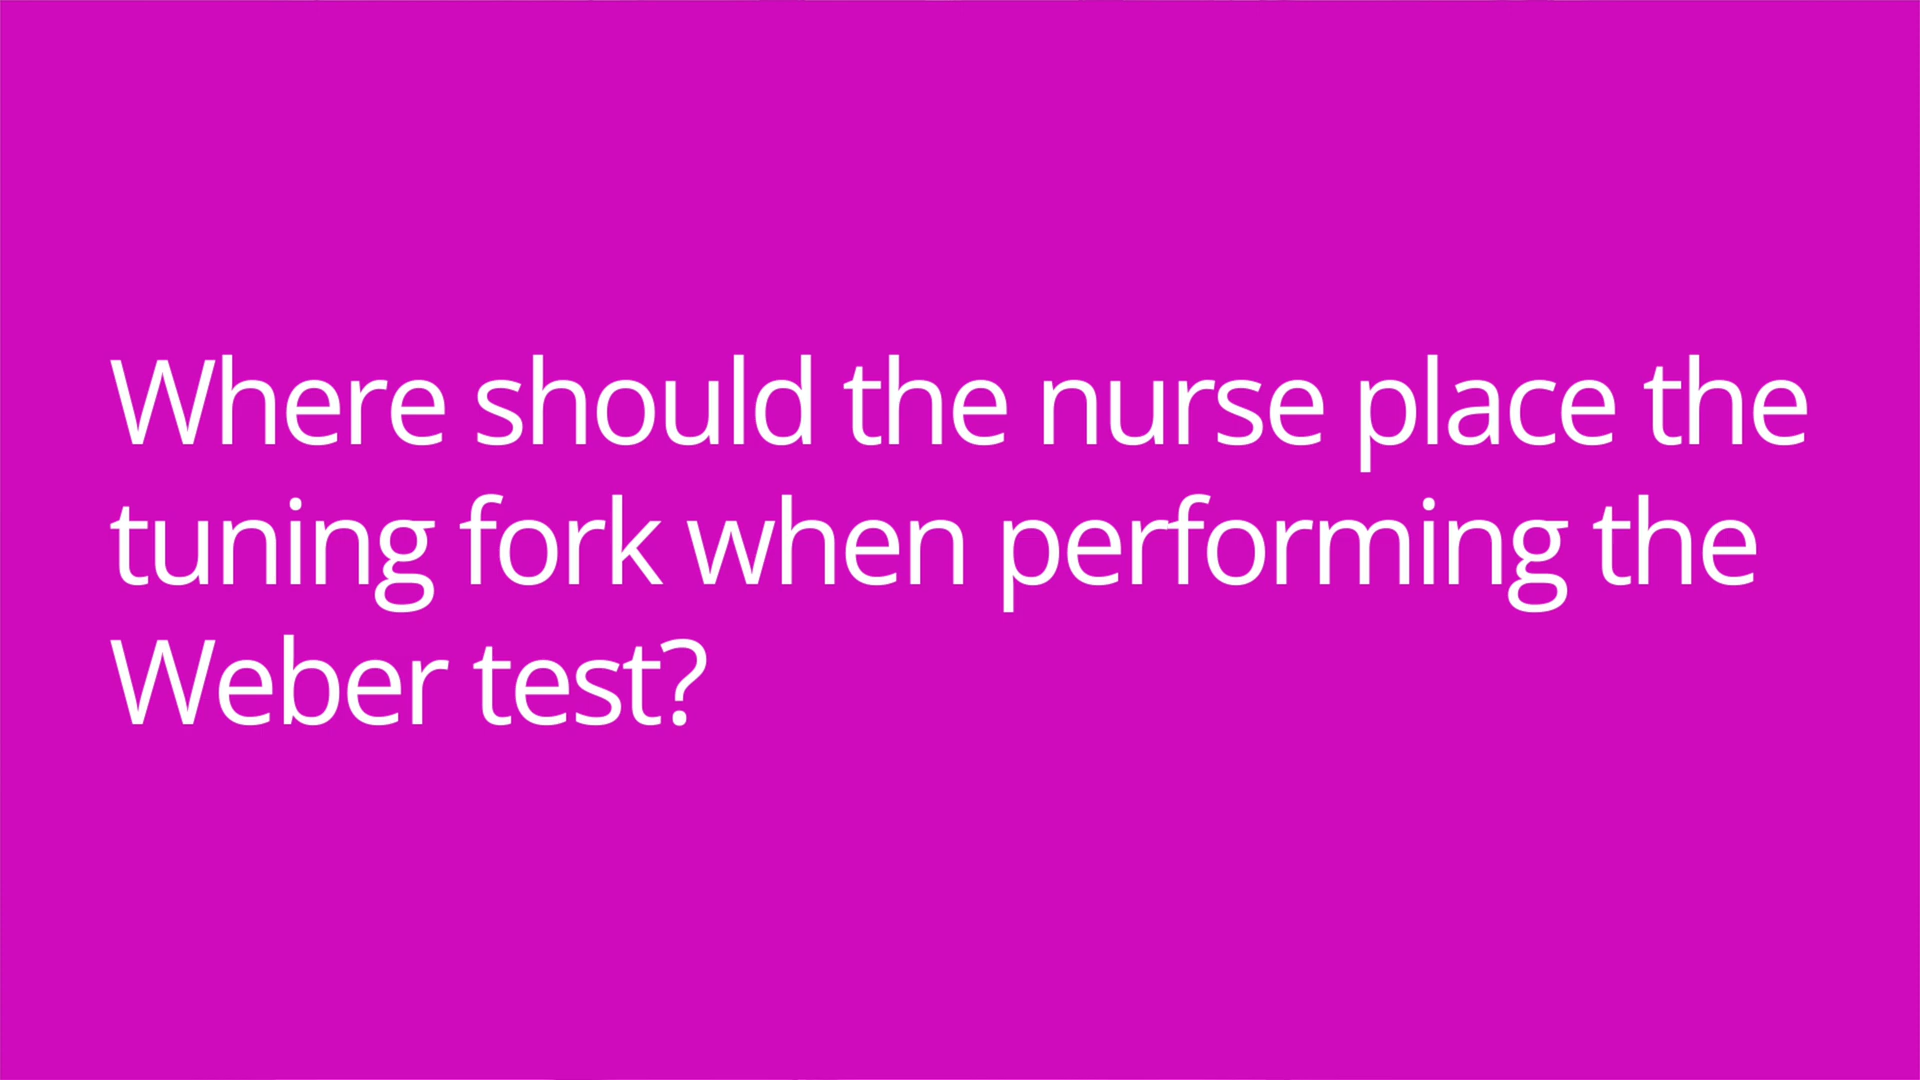 Where should the nurse place the
tuning fork when performing the
Weber test?